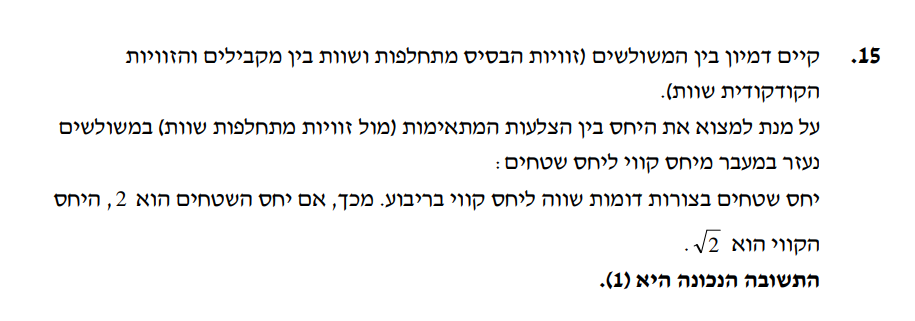 15. קיים דמיון בין המשולשים (זוויות הבסיס מתחלפות ושוות בין מקבילים והזוויות
הקודקודית שוות).
על מנת למצוא את היחס בין הצלעות המתאימות (מול זוויות מתחלפות שוות) במשולשים
נעזר במעבר מיחס קווי ליחס שטחים:
יחס שטחים בצורות דומות שווה ליחס קווי בריבוע. מכך, אם יחס השטחים הוא 2, היחס
הקווי הוא √2.
התשובה הנכונה היא (1).